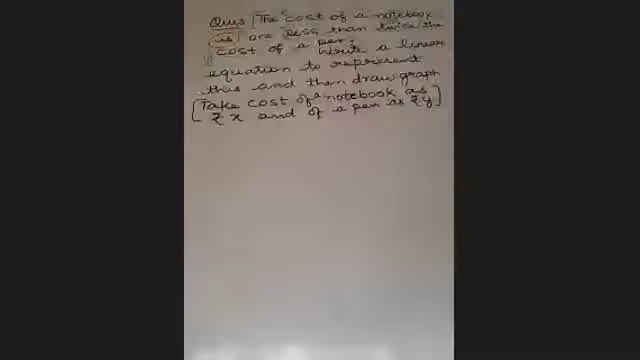 Ques The cost of a notebook
is are less than twice the
cost of a pen. Write a linear
equation to represent
this and then draw graph
[Take cost of a notebook as
₹ x and of a pen as ₹ y]